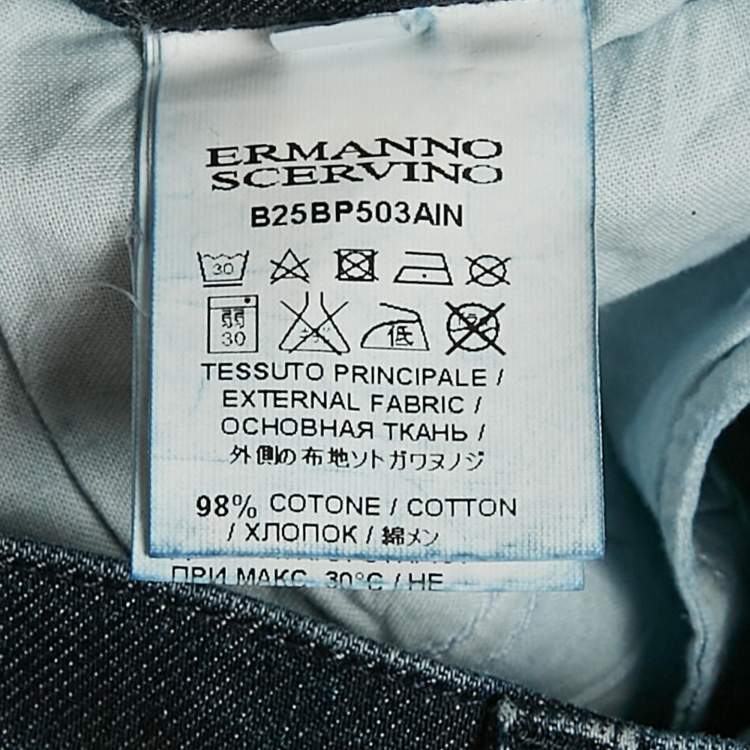 ERMANNO
SCERVINO
B25BP503AIN
30
30 低
TESSUTO PRINCIPALE /
EXTERNAL FABRIC /
ОСНОВНАЯ ТКАНЬ /
外側の布地ソトガワヌノジ
98% COTONE / COTTON
/ ХЛОПОК / 綿メン
ПРИ МАКС. 30°C / НЕ